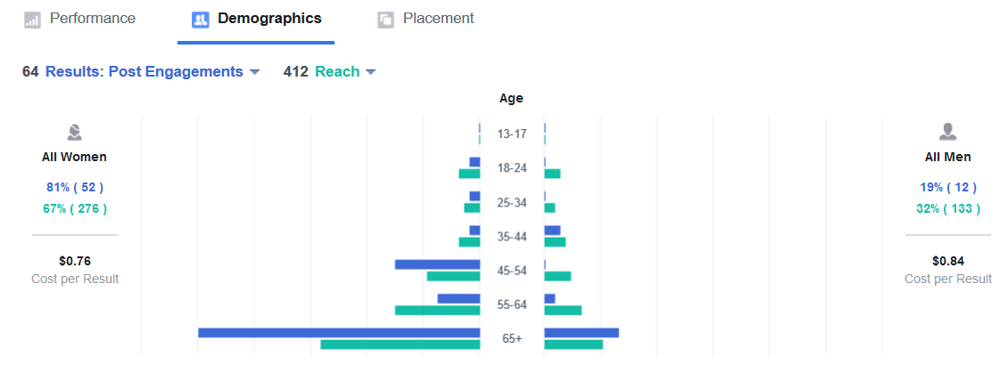 Performance Demographics Placement
64 Results: Post Engagements 412 Reach
Age
All Women
81% ( 52 )
67% ( 276 )
$0.76
Cost per Result
13-17
18-24
25-34
35-44
45-54
55-64
65+
All Men
19% ( 12 )
32% ( 133 )
$0.84
Cost per Result